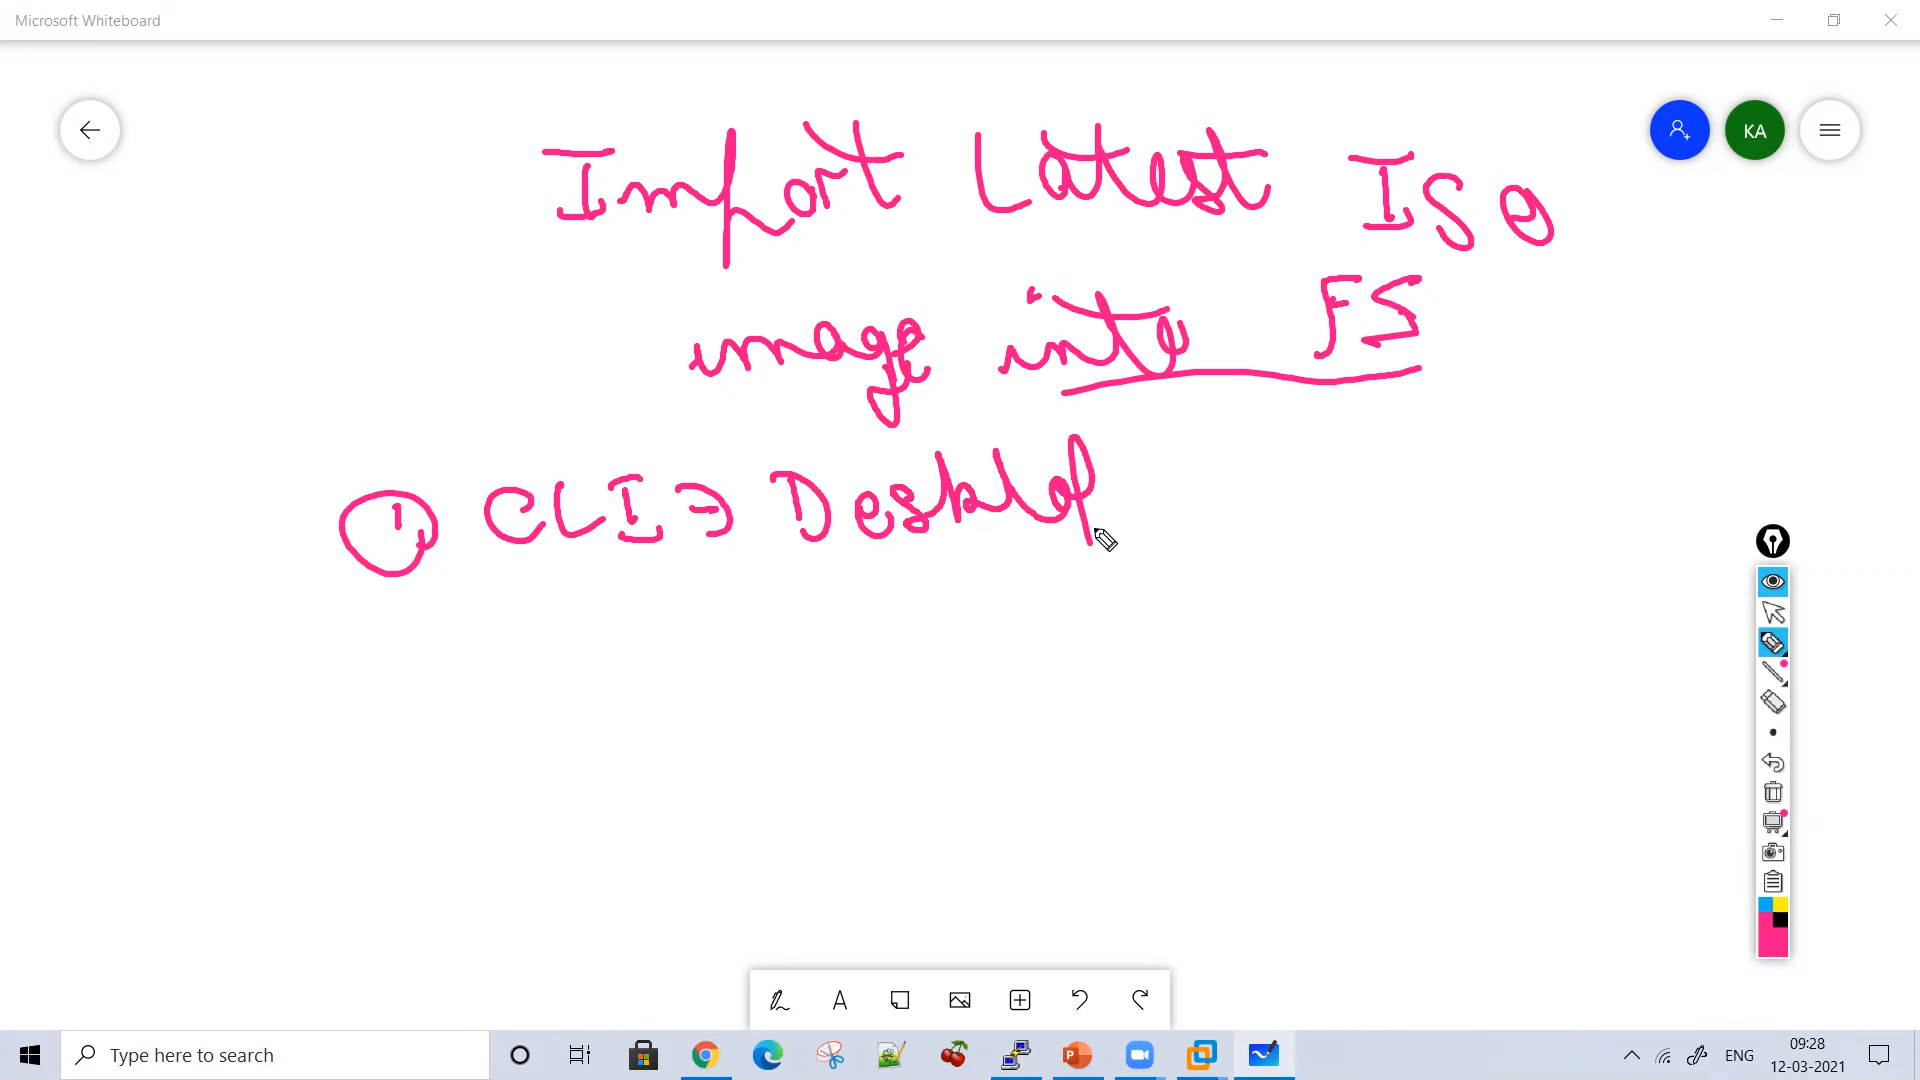 Microsoft Whiteboard
KA
Import Latest ISO
image into FS
1 CLI ⇒ Desktop
Type here to search
ENG
09:28
12-03-2021